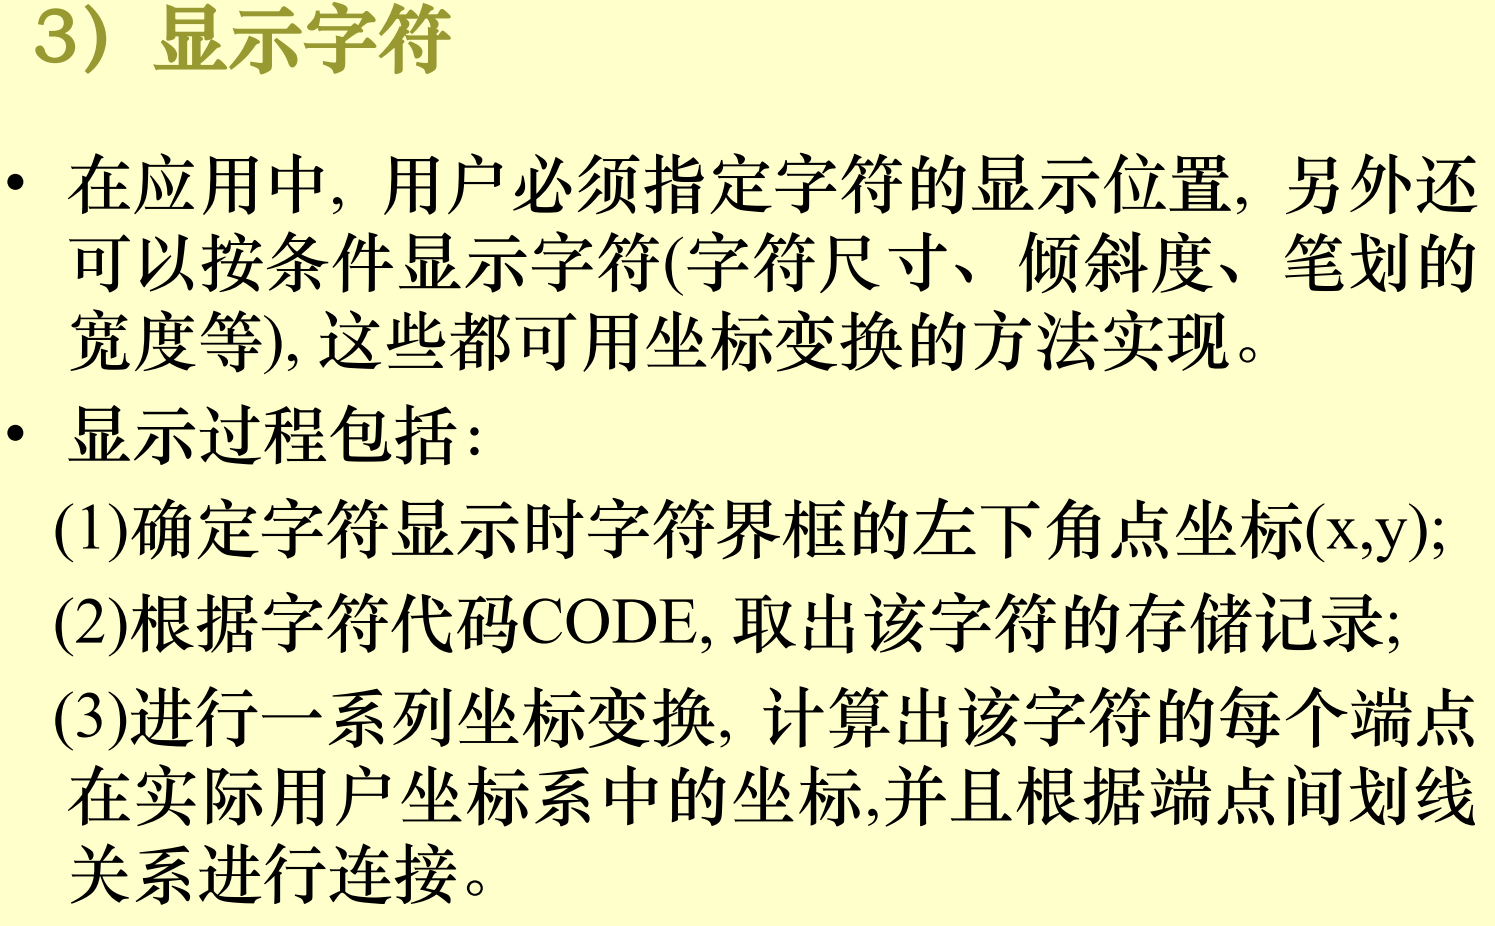 3）显示字符
• 在应用中, 用户必须指定字符的显示位置, 另外还
可以按条件显示字符(字符尺寸、倾斜度、笔划的
宽度等), 这些都可用坐标变换的方法实现。
• 显示过程包括：
(1)确定字符显示时字符界框的左下角点坐标(x,y);
(2)根据字符代码CODE, 取出该字符的存储记录;
(3)进行一系列坐标变换, 计算出该字符的每个端点
在实际用户坐标系中的坐标,并且根据端点间划线
关系进行连接。